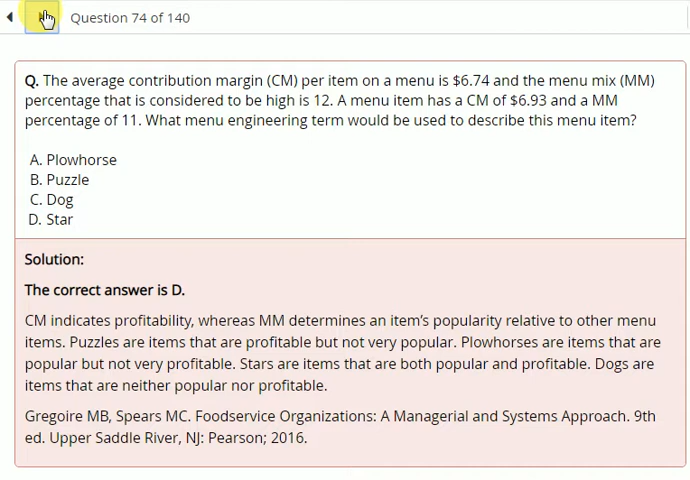 Question 74 of 140
Q. The average contribution margin (CM) per item on a menu is $6.74 and the menu mix (MM)
percentage that is considered to be high is 12. A menu item has a CM of $6.93 and a MM
percentage of 11. What menu engineering term would be used to describe this menu item?
A. Plowhorse
B. Puzzle
C. Dog
D. Star
Solution:
The correct answer is D.
CM indicates profitability, whereas MM determines an item's popularity relative to other menu
items. Puzzles are items that are profitable but not very popular. Plowhorses are items that are
popular but not very profitable. Stars are items that are both popular and profitable. Dogs are
items that are neither popular nor profitable.
Gregoire MB, Spears MC. Foodservice Organizations: A Managerial and Systems Approach. 9th
ed. Upper Saddle River, NJ: Pearson; 2016.